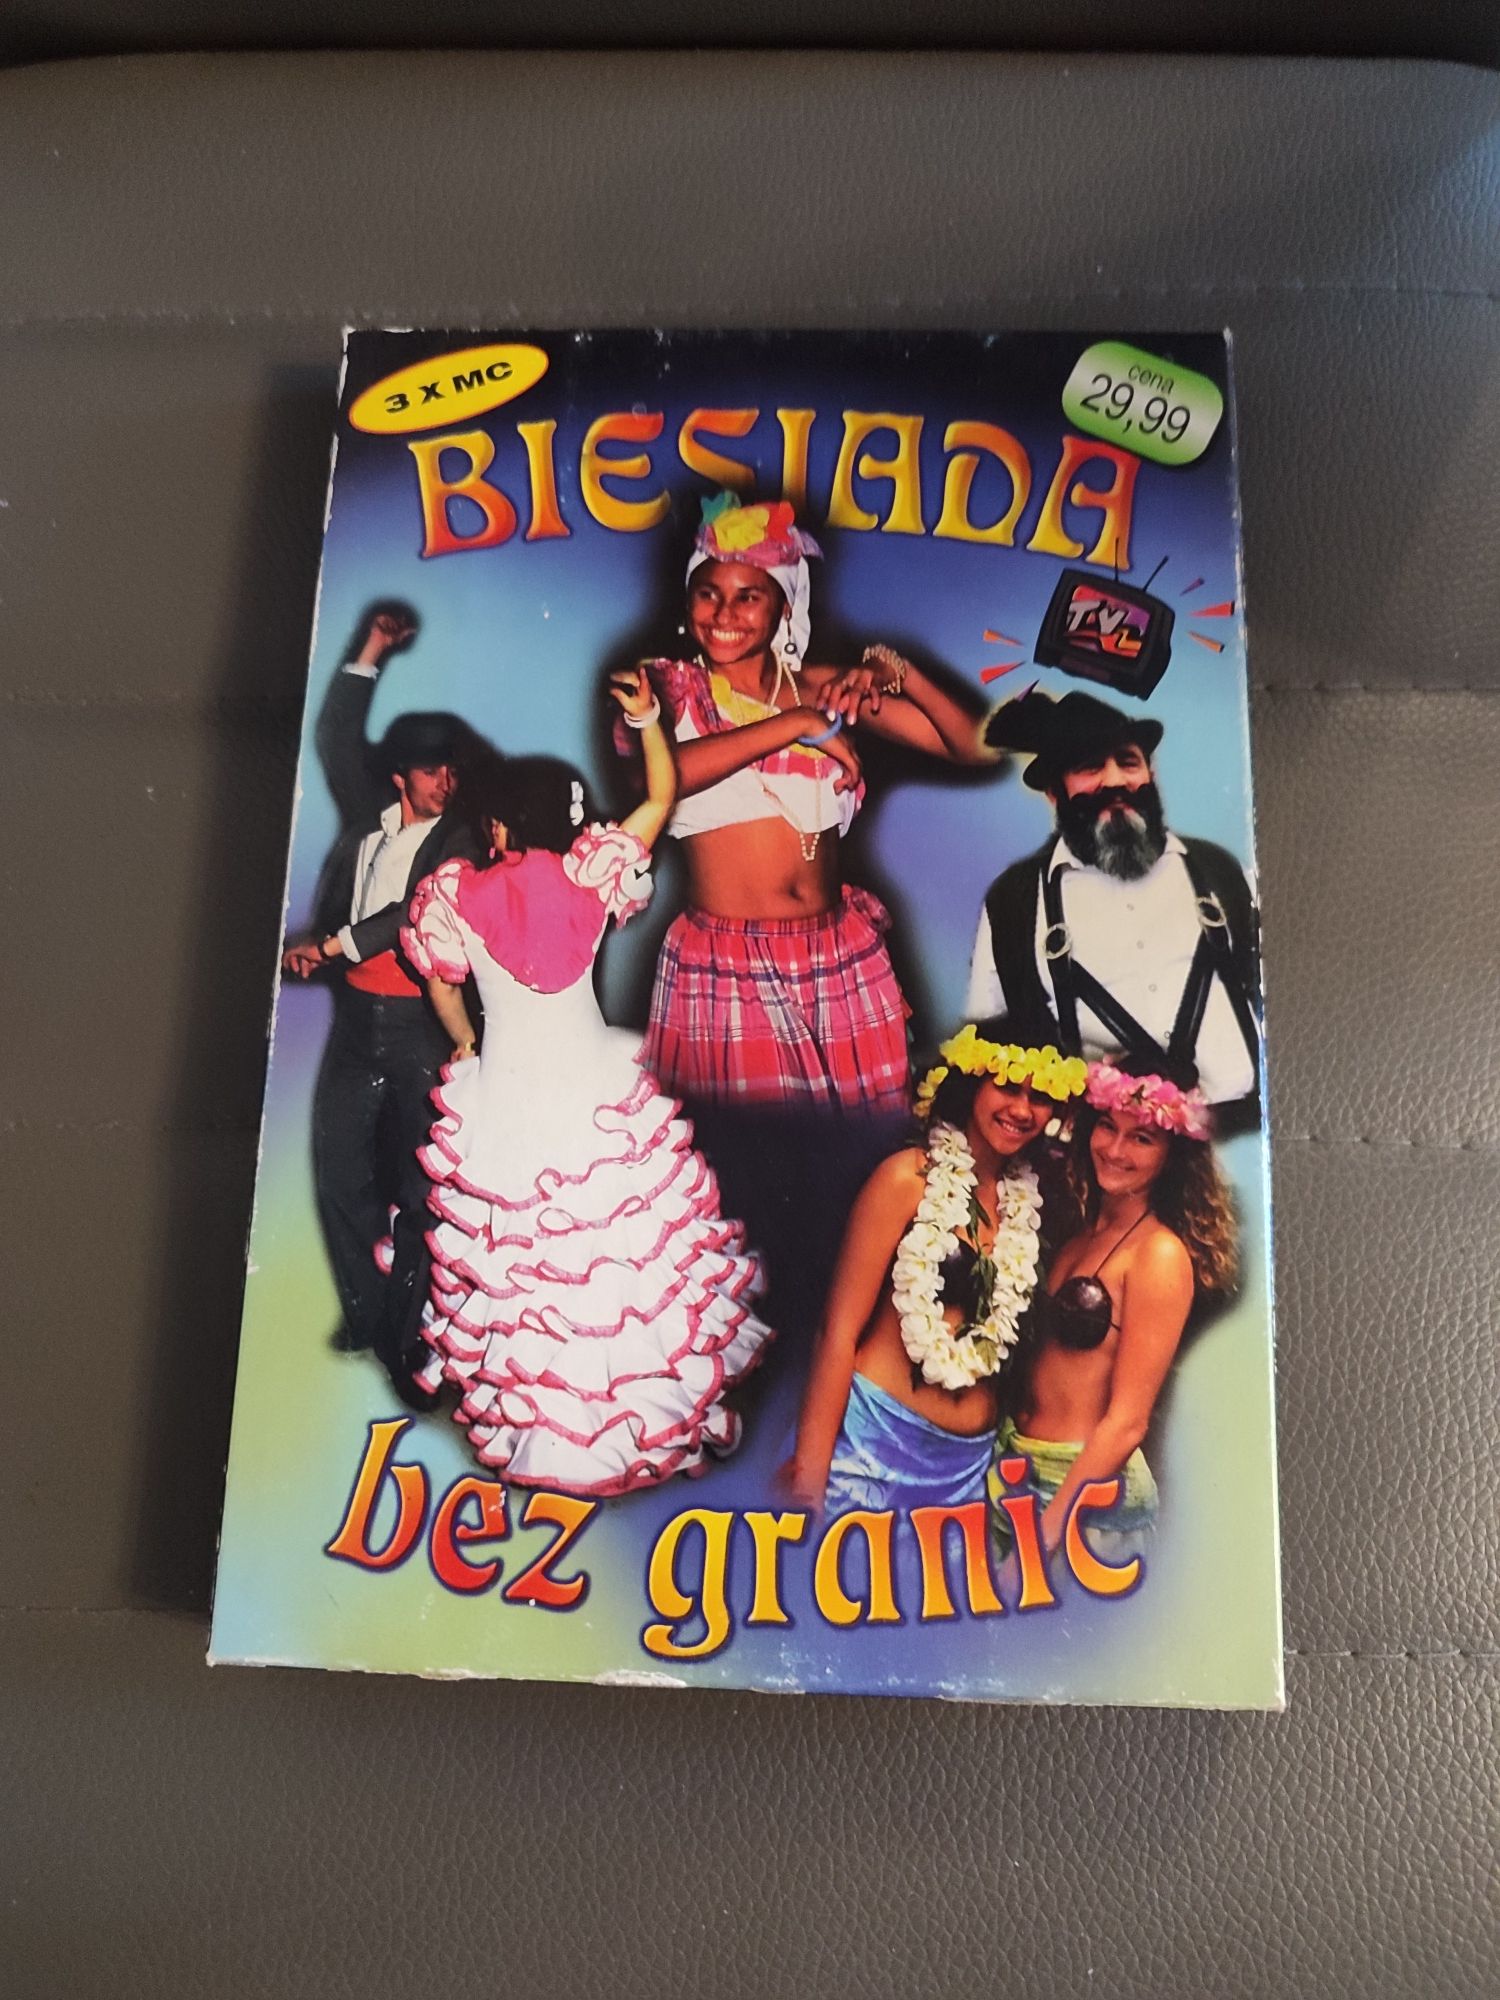 3 X MC
cena
29,99
BIESIADA
TV
bez granic